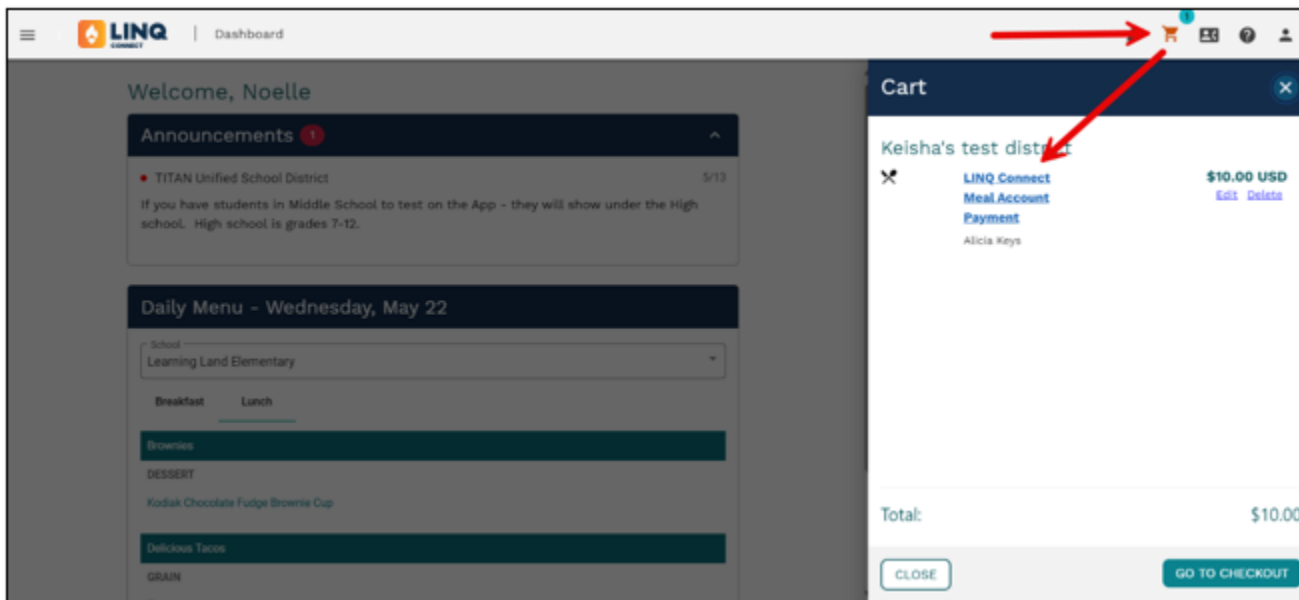 LINQ
CONNECT
Dashboard
1
Welcome, Noelle
Announcements 1
TITAN Unified School District 5/13
If you have students in Middle School to test on the App - they will show under the High
school. High school is grades 7-12.
Daily Menu - Wednesday, May 22
School
Learning Land Elementary
Breakfast Lunch
Brownies
DESSERT
Kodiak Chocolate Fudge Brownie Cup
Delicious Tacos
GRAIN
Cart
Keisha's test district
LINQ Connect
Meal Account
Payment
Alicia Keys
$10.00 USD
Edit Delete
Total: $10.00
CLOSE
GO TO CHECKOUT